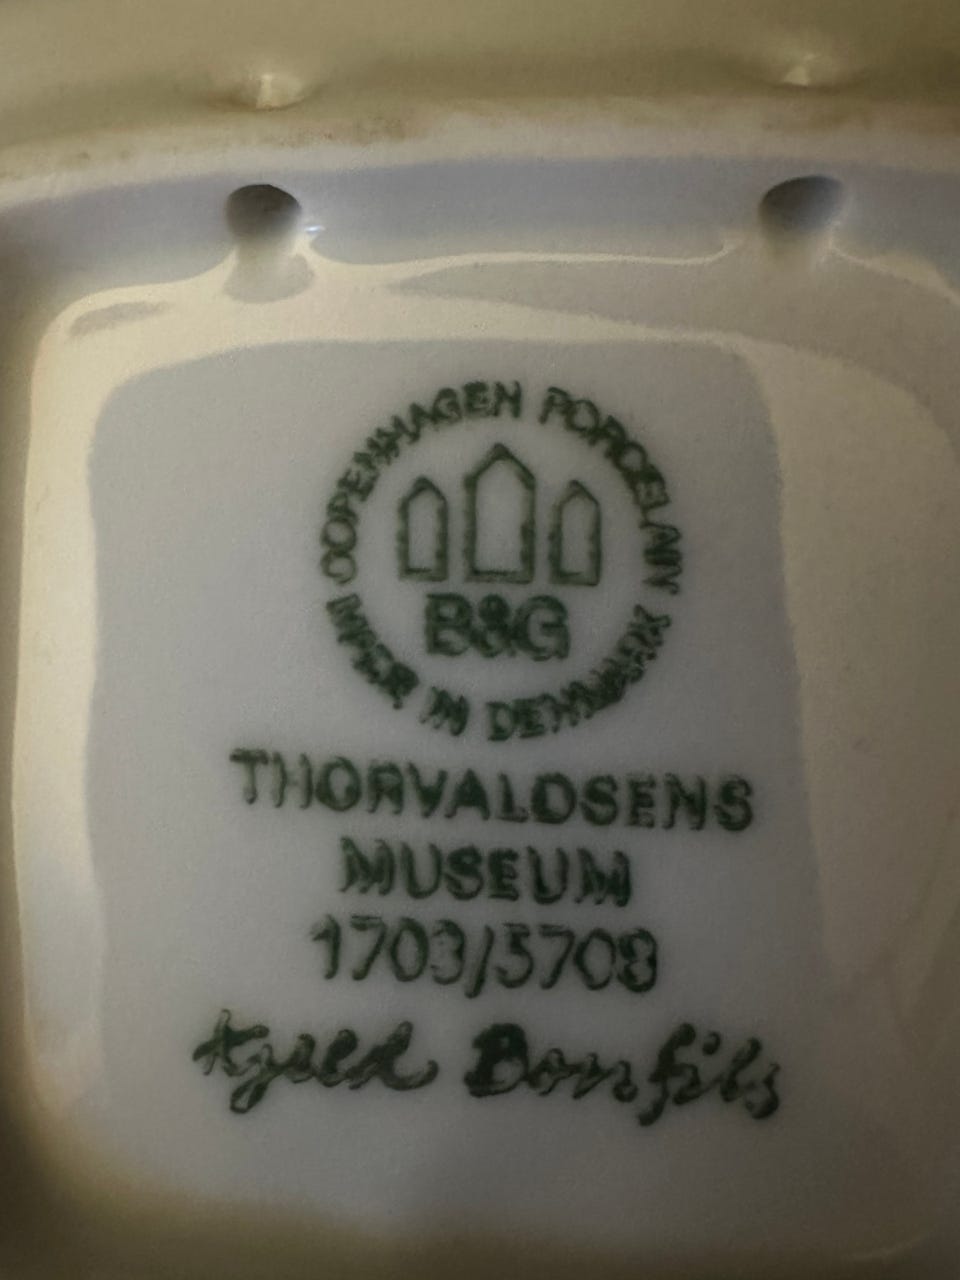 COPENHAGEN PORCELAIN
B&G
MADE IN DENMARK
THORVALDSENS
MUSEUM
1703/5708
Kjeld Bonfils